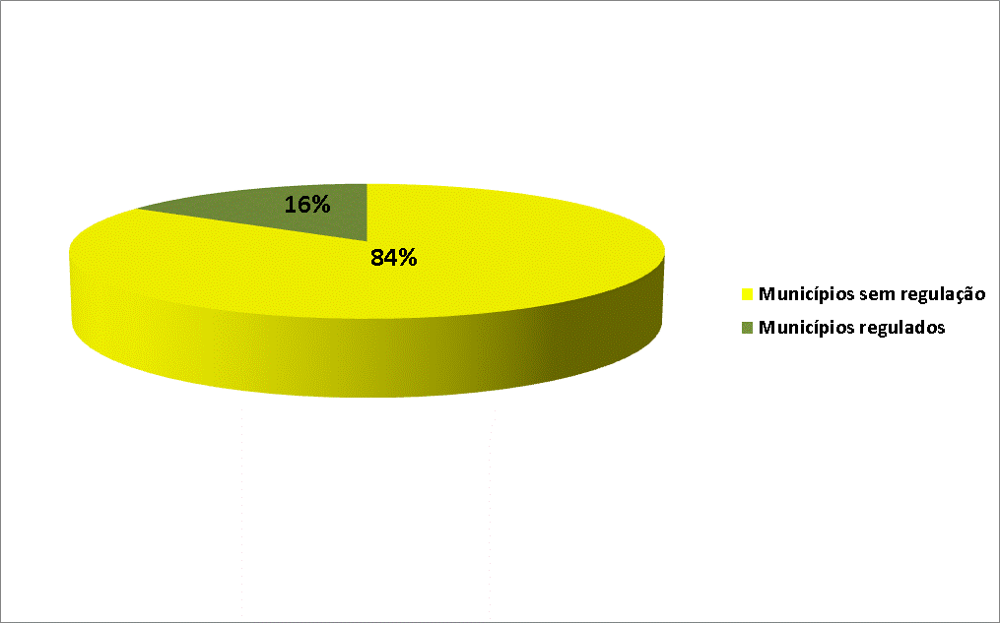 16%
84%
Municípios sem regulação
Municípios regulados